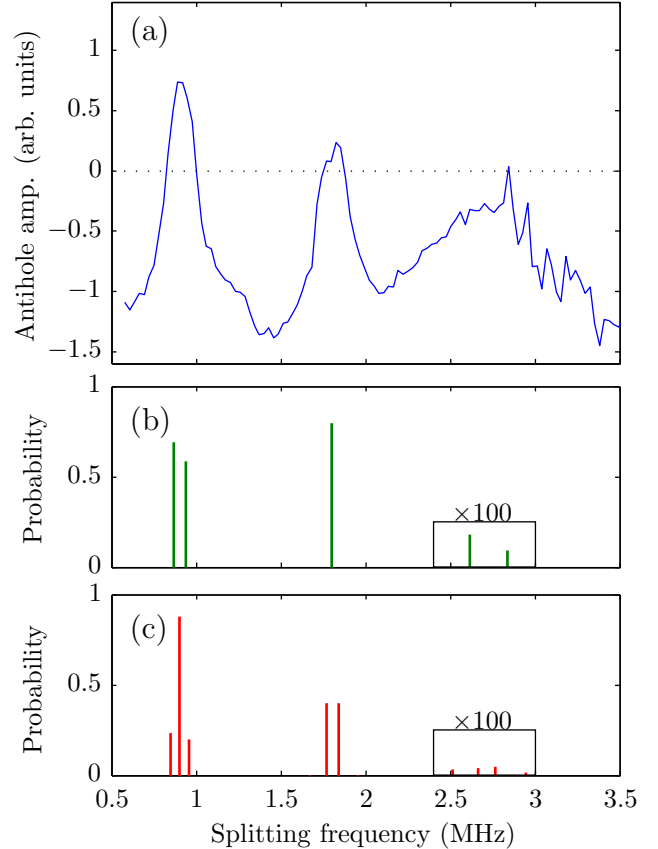 (a)
Antihole amp. (arb. units)
1
0.5
0
−0.5
−1
−1.5
(b)
Probability
1
0.5
0
×100
(c)
Probability
1
0.5
0
×100
0.5 1 1.5 2 2.5 3 3.5
Splitting frequency (MHz)